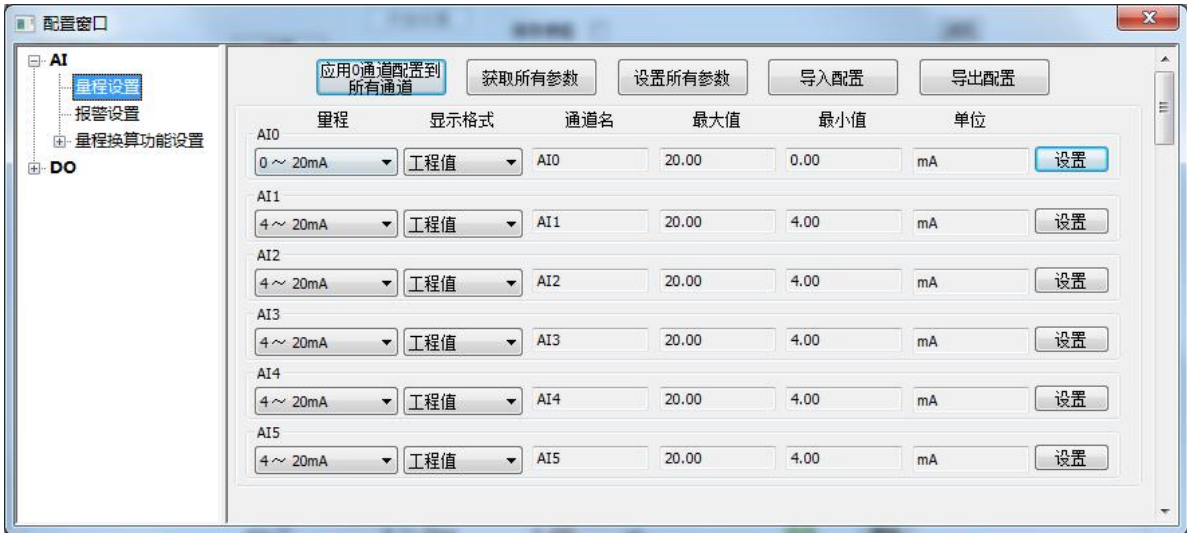 配置窗口
AI
量程设置
报警设置
量程换算功能设置
DO
应用0通道配置到
所有通道
获取所有参数
设置所有参数
导入配置
导出配置
量程 显示格式 通道名 最大值 最小值 单位
AI0
0～ 20mA 工程值 AI0 20.00 0.00 mA 设置
AI1
4～ 20mA 工程值 AI1 20.00 4.00 mA 设置
AI2
4～ 20mA 工程值 AI2 20.00 4.00 mA 设置
AI3
4～ 20mA 工程值 AI3 20.00 4.00 mA 设置
AI4
4～ 20mA 工程值 AI4 20.00 4.00 mA 设置
AI5
4～ 20mA 工程值 AI5 20.00 4.00 mA 设置